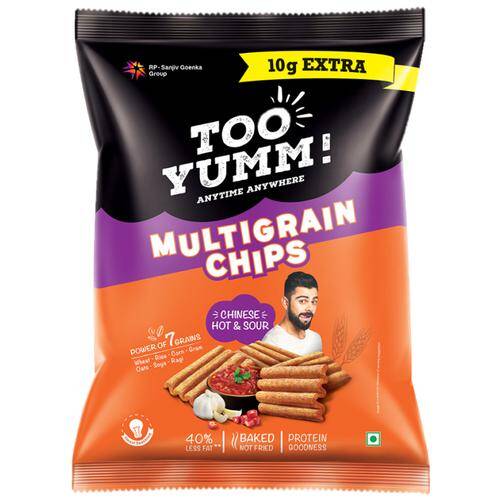 RP- Sanjiv Goenka
Group
10g EXTRA
TOO
YUMM!
ANYTIME ANYWHERE
MULTIGRAIN
CHIPS
CHINESE
HOT & SOUR
POWER OF 7 GRAINS
Wheat - Rice - Corn - Gram
Oats - Soya - Ragi
40%
LESS FAT**
BAKED
NOT FRIED
PROTEIN
GOODNESS